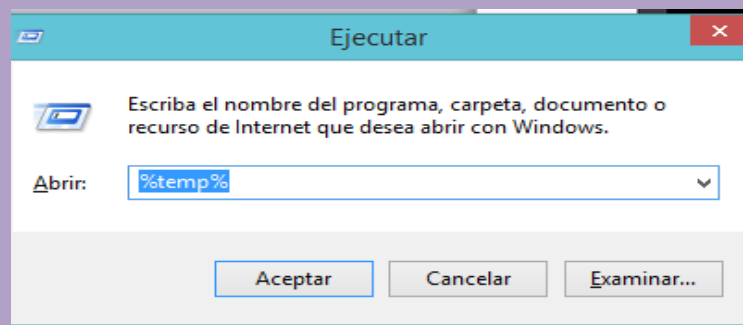 Ejecutar
Escriba el nombre del programa, carpeta, documento o
recurso de Internet que desea abrir con Windows.
Abrir: %temp%
Aceptar Cancelar Examinar...